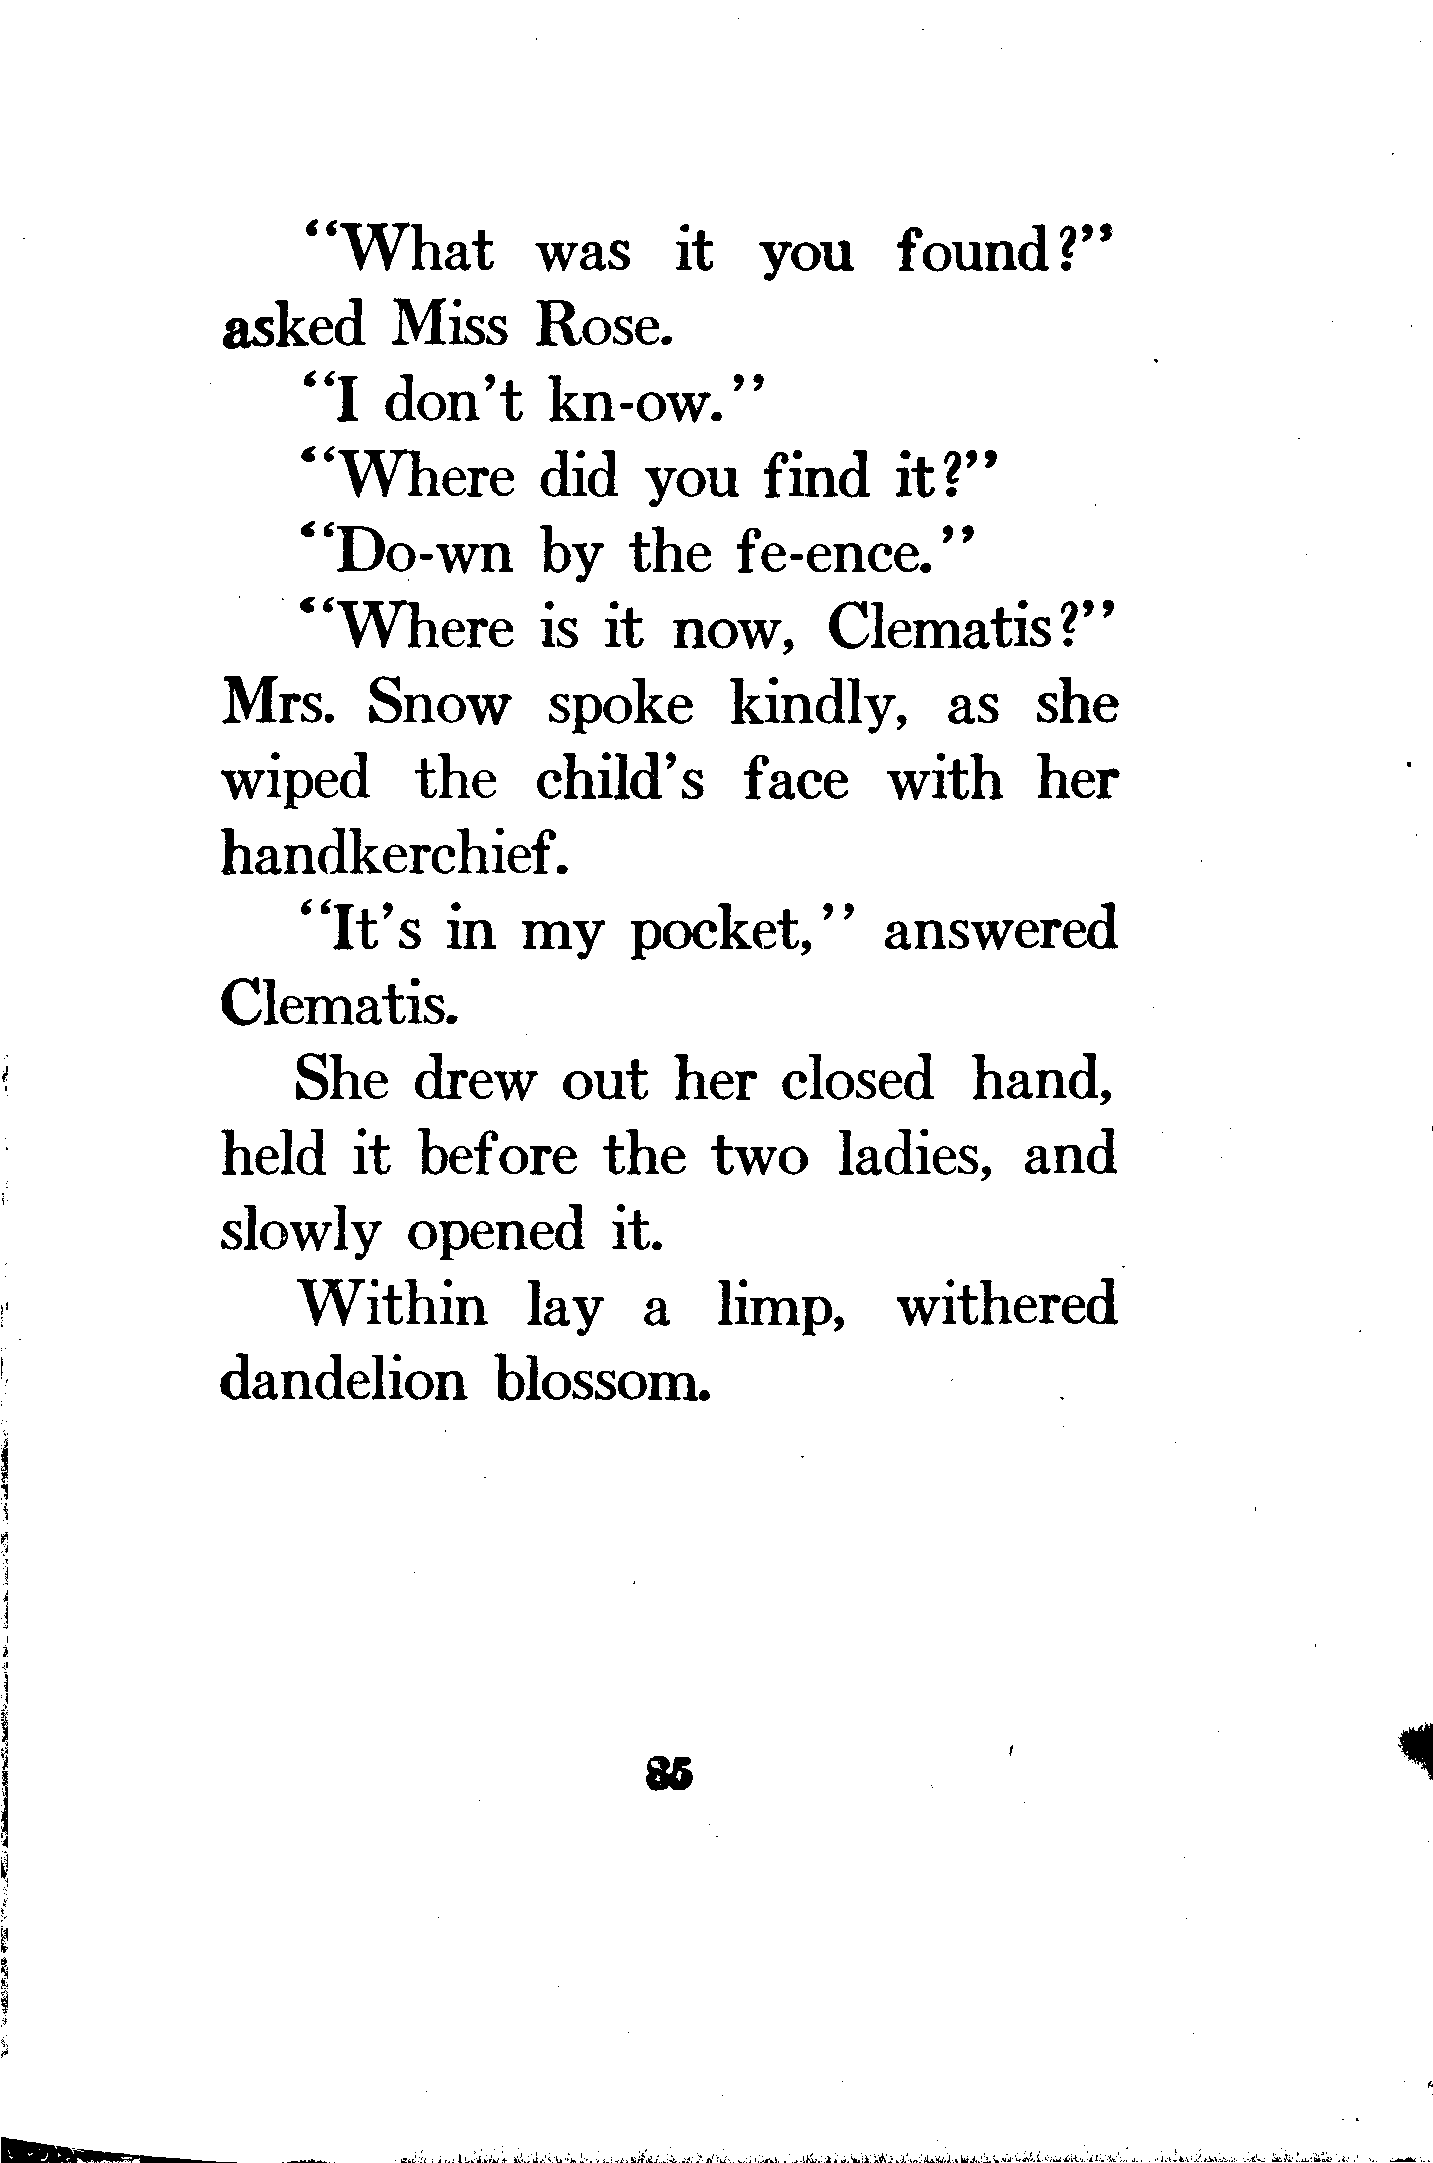 “What was it you found?”
asked Miss Rose.
“I don’t kn-ow.”
“Where did you find it?”
“Do-wn by the fe-ence.”
“Where is it now, Clematis?”
Mrs. Snow spoke kindly, as she
wiped the child’s face with her
handkerchief.
“It’s in my pocket,” answered
Clematis.
She drew out her closed hand,
held it before the two ladies, and
slowly opened it.
Within lay a limp, withered
dandelion blossom.
85